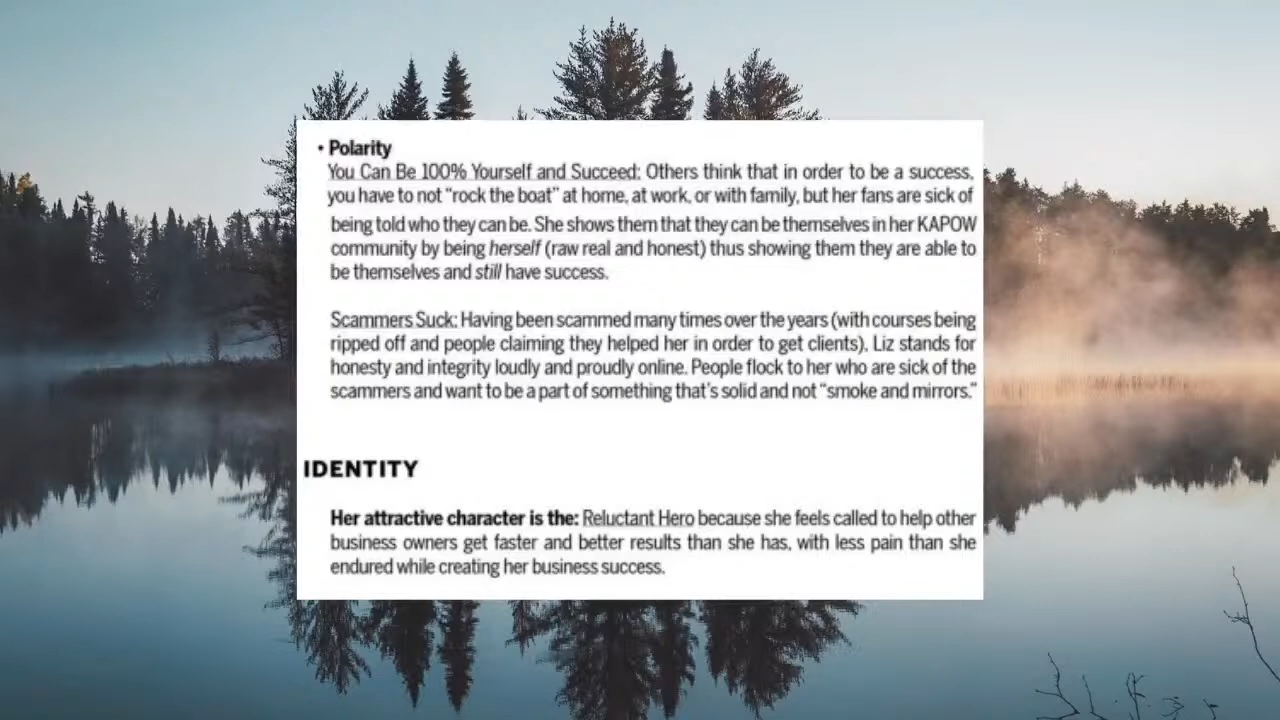 • Polarity
You Can Be 100% Yourself and Succeed: Others think that in order to be a success,
you have to not “rock the boat” at home, at work, or with family, but her fans are sick of
being told who they can be. She shows them that they can be themselves in her KAPOW
community by being herself (raw real and honest) thus showing them they are able to
be themselves and still have success.
Scammers Suck: Having been scammed many times over the years (with courses being
ripped off and people claiming they helped her in order to get clients), Liz stands for
honesty and integrity loudly and proudly online. People flock to her who are sick of the
scammers and want to be a part of something that’s solid and not “smoke and mirrors.”
IDENTITY
Her attractive character is the: Reluctant Hero because she feels called to help other
business owners get faster and better results than she has, with less pain than she
endured while creating her business success.